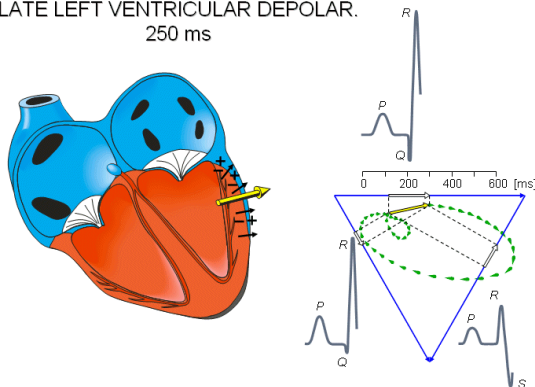 LATE LEFT VENTRICULAR DEPOLAR.
250 ms
R
P
Q
0 200 400 600 [ms]
+
−
+
−
− +
−
R
P
Q
R
P
S